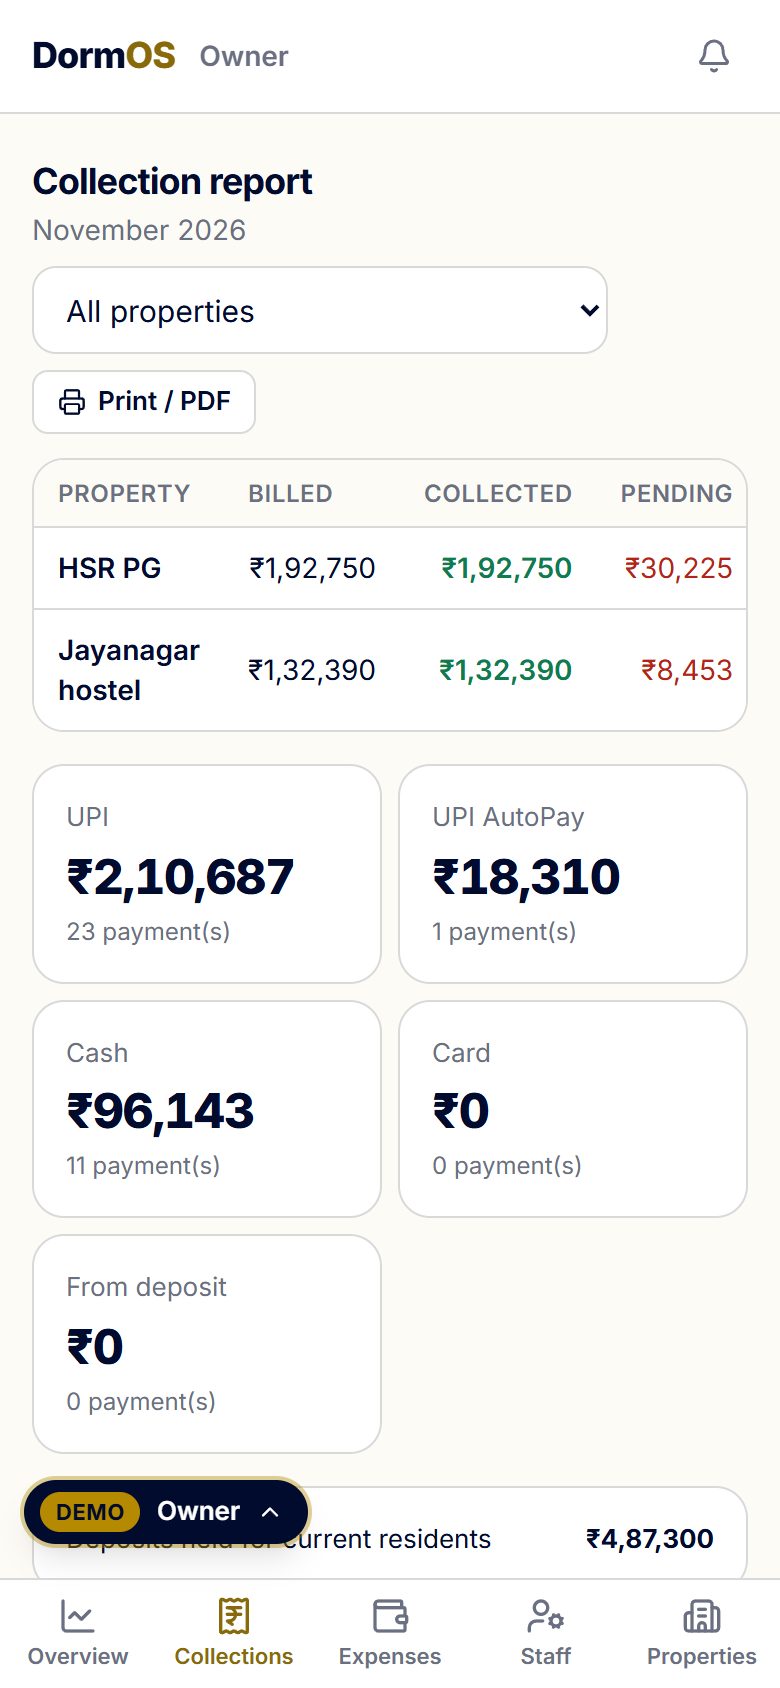 DormOS Owner
Collection report
November 2026
All properties
Print / PDF
PROPERTY BILLED COLLECTED PENDING
HSR PG ₹1,92,750 ₹1,92,750 ₹30,225
Jayanagar hostel ₹1,32,390 ₹1,32,390 ₹8,453
UPI
₹2,10,687
23 payment(s)
UPI AutoPay
₹18,310
1 payment(s)
Cash
₹96,143
11 payment(s)
Card
₹0
0 payment(s)
From deposit
₹0
0 payment(s)
DEMO Owner
Deposits held for current residents ₹4,87,300
Overview Collections Expenses Staff Properties